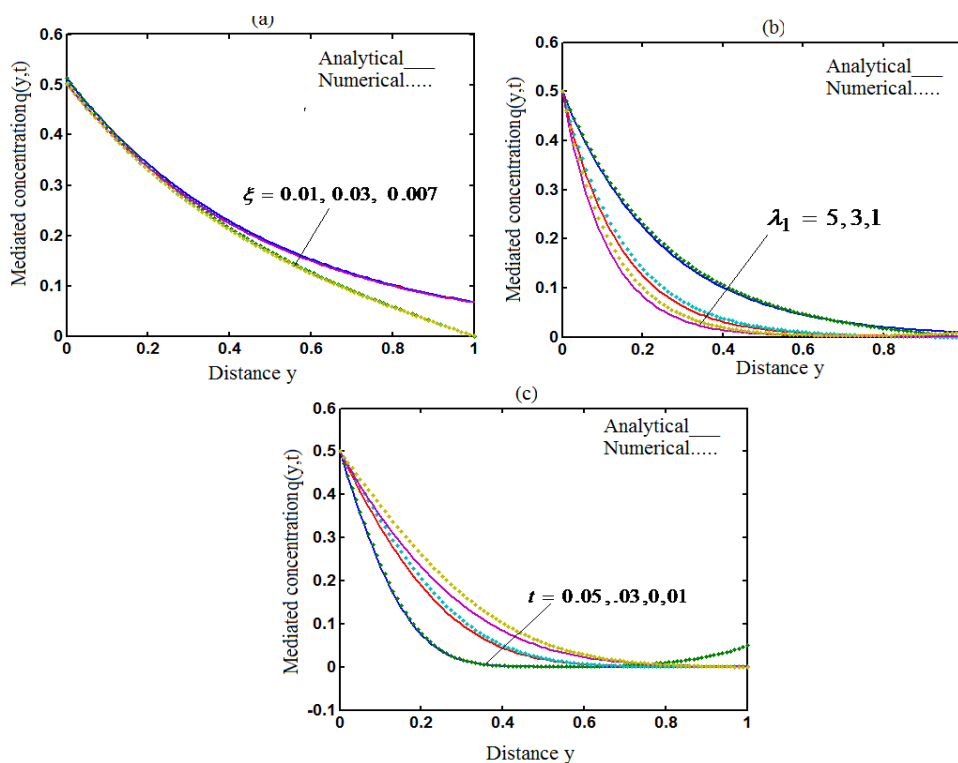 (a)
0.6
0.5
0.4
0.3
0.2
0.1
0
Mediated concentrationq(y,t)
Analytical___
Numerical.....
ξ = 0.01, 0.03, 0.007
0 0.2 0.4 0.6 0.8 1
Distance y
(b)
0.6
0.5
0.4
0.3
0.2
0.1
0
Mediated concentrationq(y,t)
Analytical___
Numerical.....
λ1 = 5,3,1
0 0.2 0.4 0.6 0.8
Distance y
(c)
0.6
0.5
0.4
0.3
0.2
0.1
0
-0.1
Mediated concentrationq(y,t)
Analytical___
Numerical.....
t = 0.05,.03,0,01
0 0.2 0.4 0.6 0.8 1
Distance y